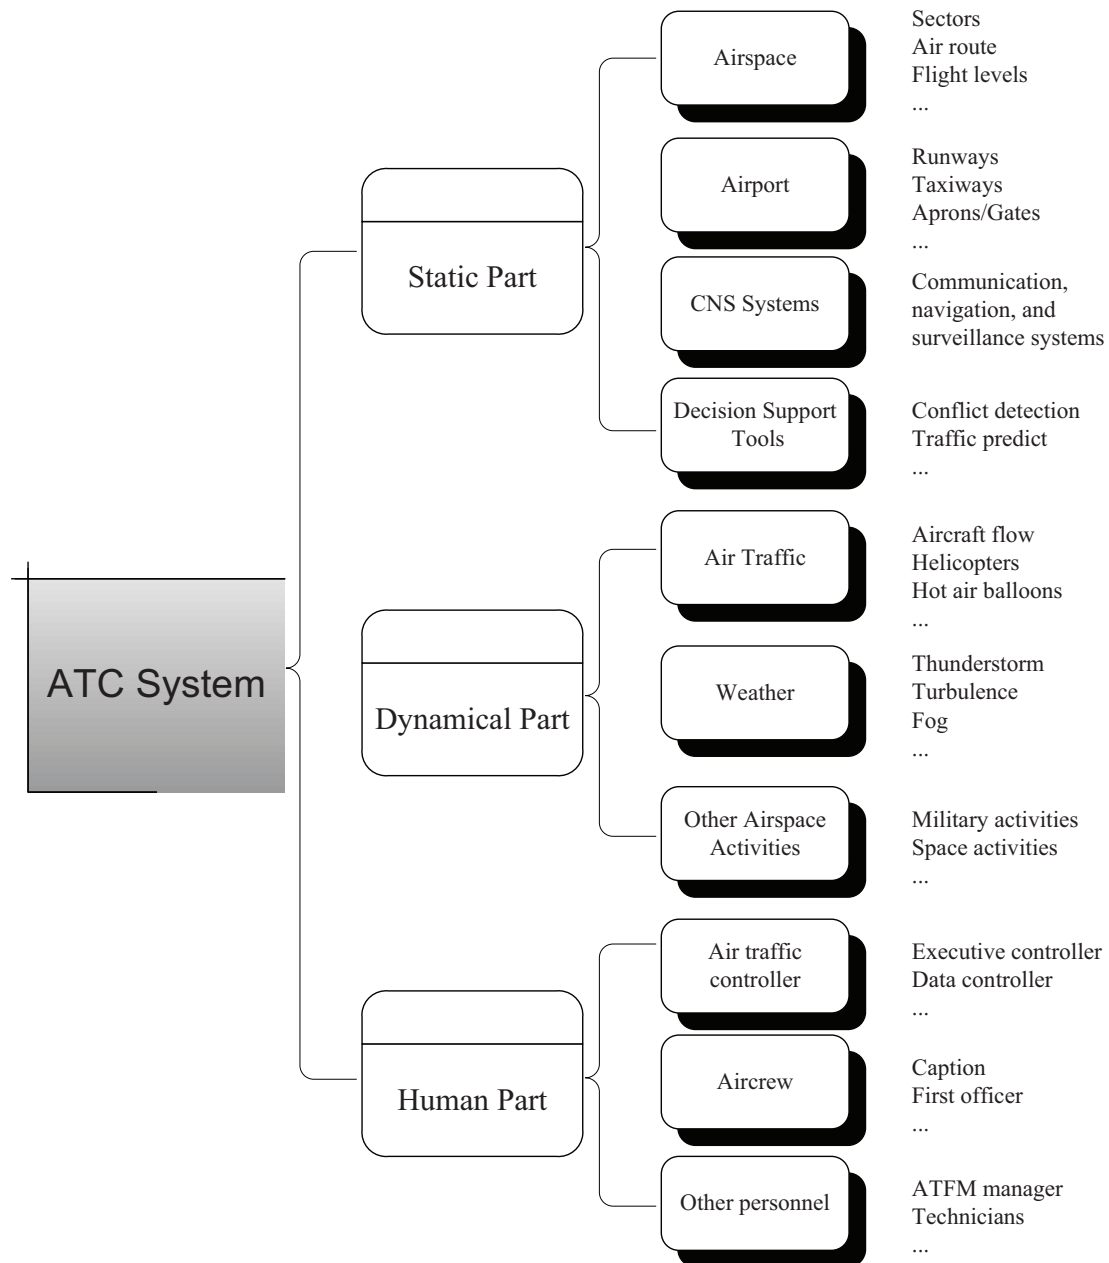 ATC System
Static Part
Airspace
Sectors
Air route
Flight levels
...
Airport
Runways
Taxiways
Aprons/Gates
...
CNS Systems
Communication,
navigation, and
surveillance systems
Decision Support
Tools
Conflict detection
Traffic predict
...
Dynamical Part
Air Traffic
Aircraft flow
Helicopters
Hot air balloons
...
Weather
Thunderstorm
Turbulence
Fog
...
Other Airspace
Activities
Military activities
Space activities
...
Human Part
Air traffic
controller
Executive controller
Data controller
...
Aircrew
Caption
First officer
...
Other personnel
ATFM manager
Technicians
...